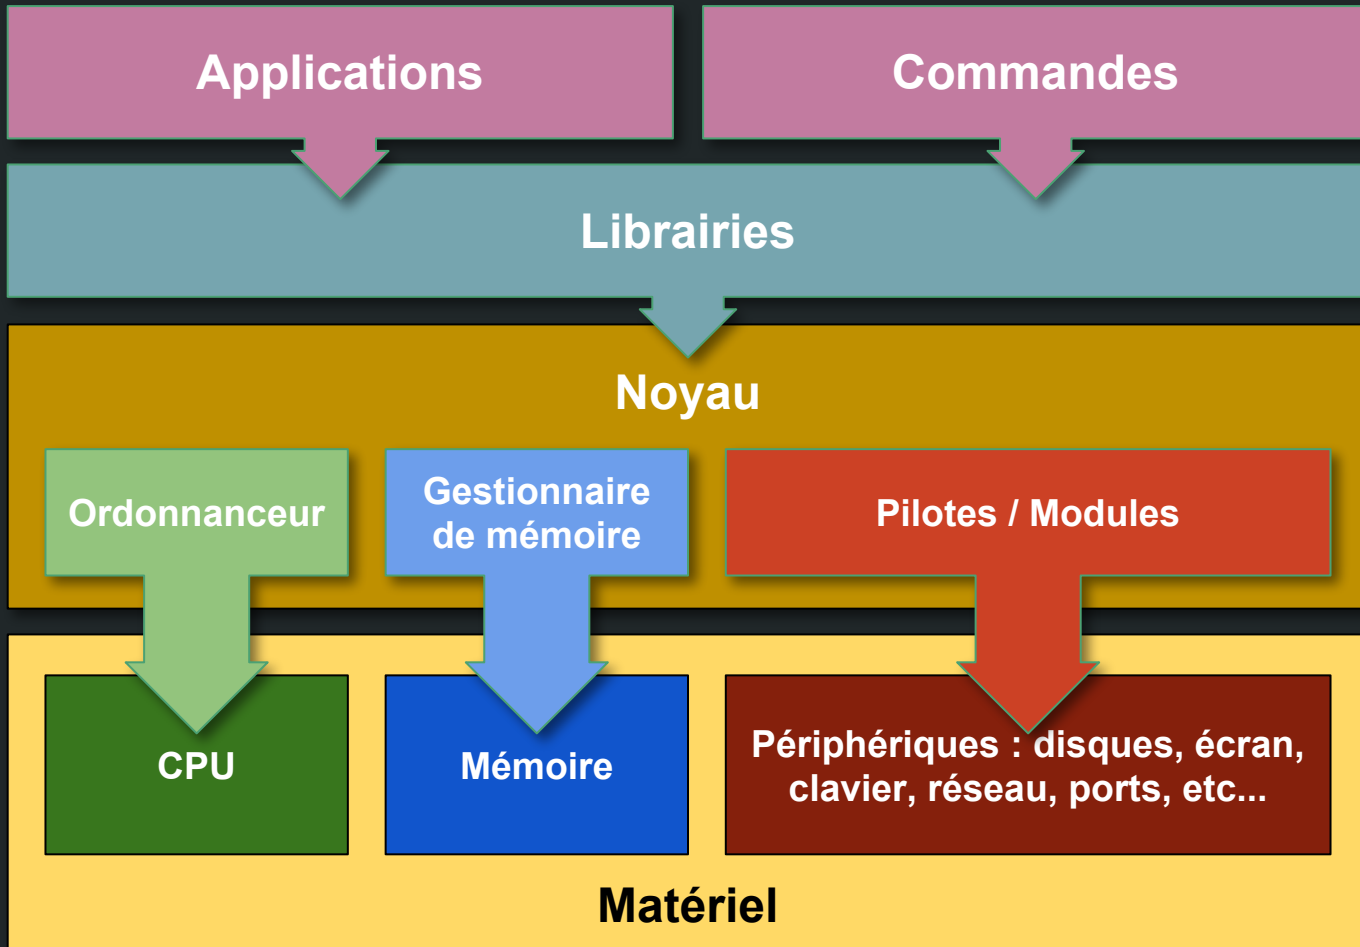 Applications
Commandes
Librairies
Noyau
Ordonnanceur
Gestionnaire
de mémoire
Pilotes / Modules
CPU
Mémoire
Périphériques : disques, écran,
clavier, réseau, ports, etc...
Matériel